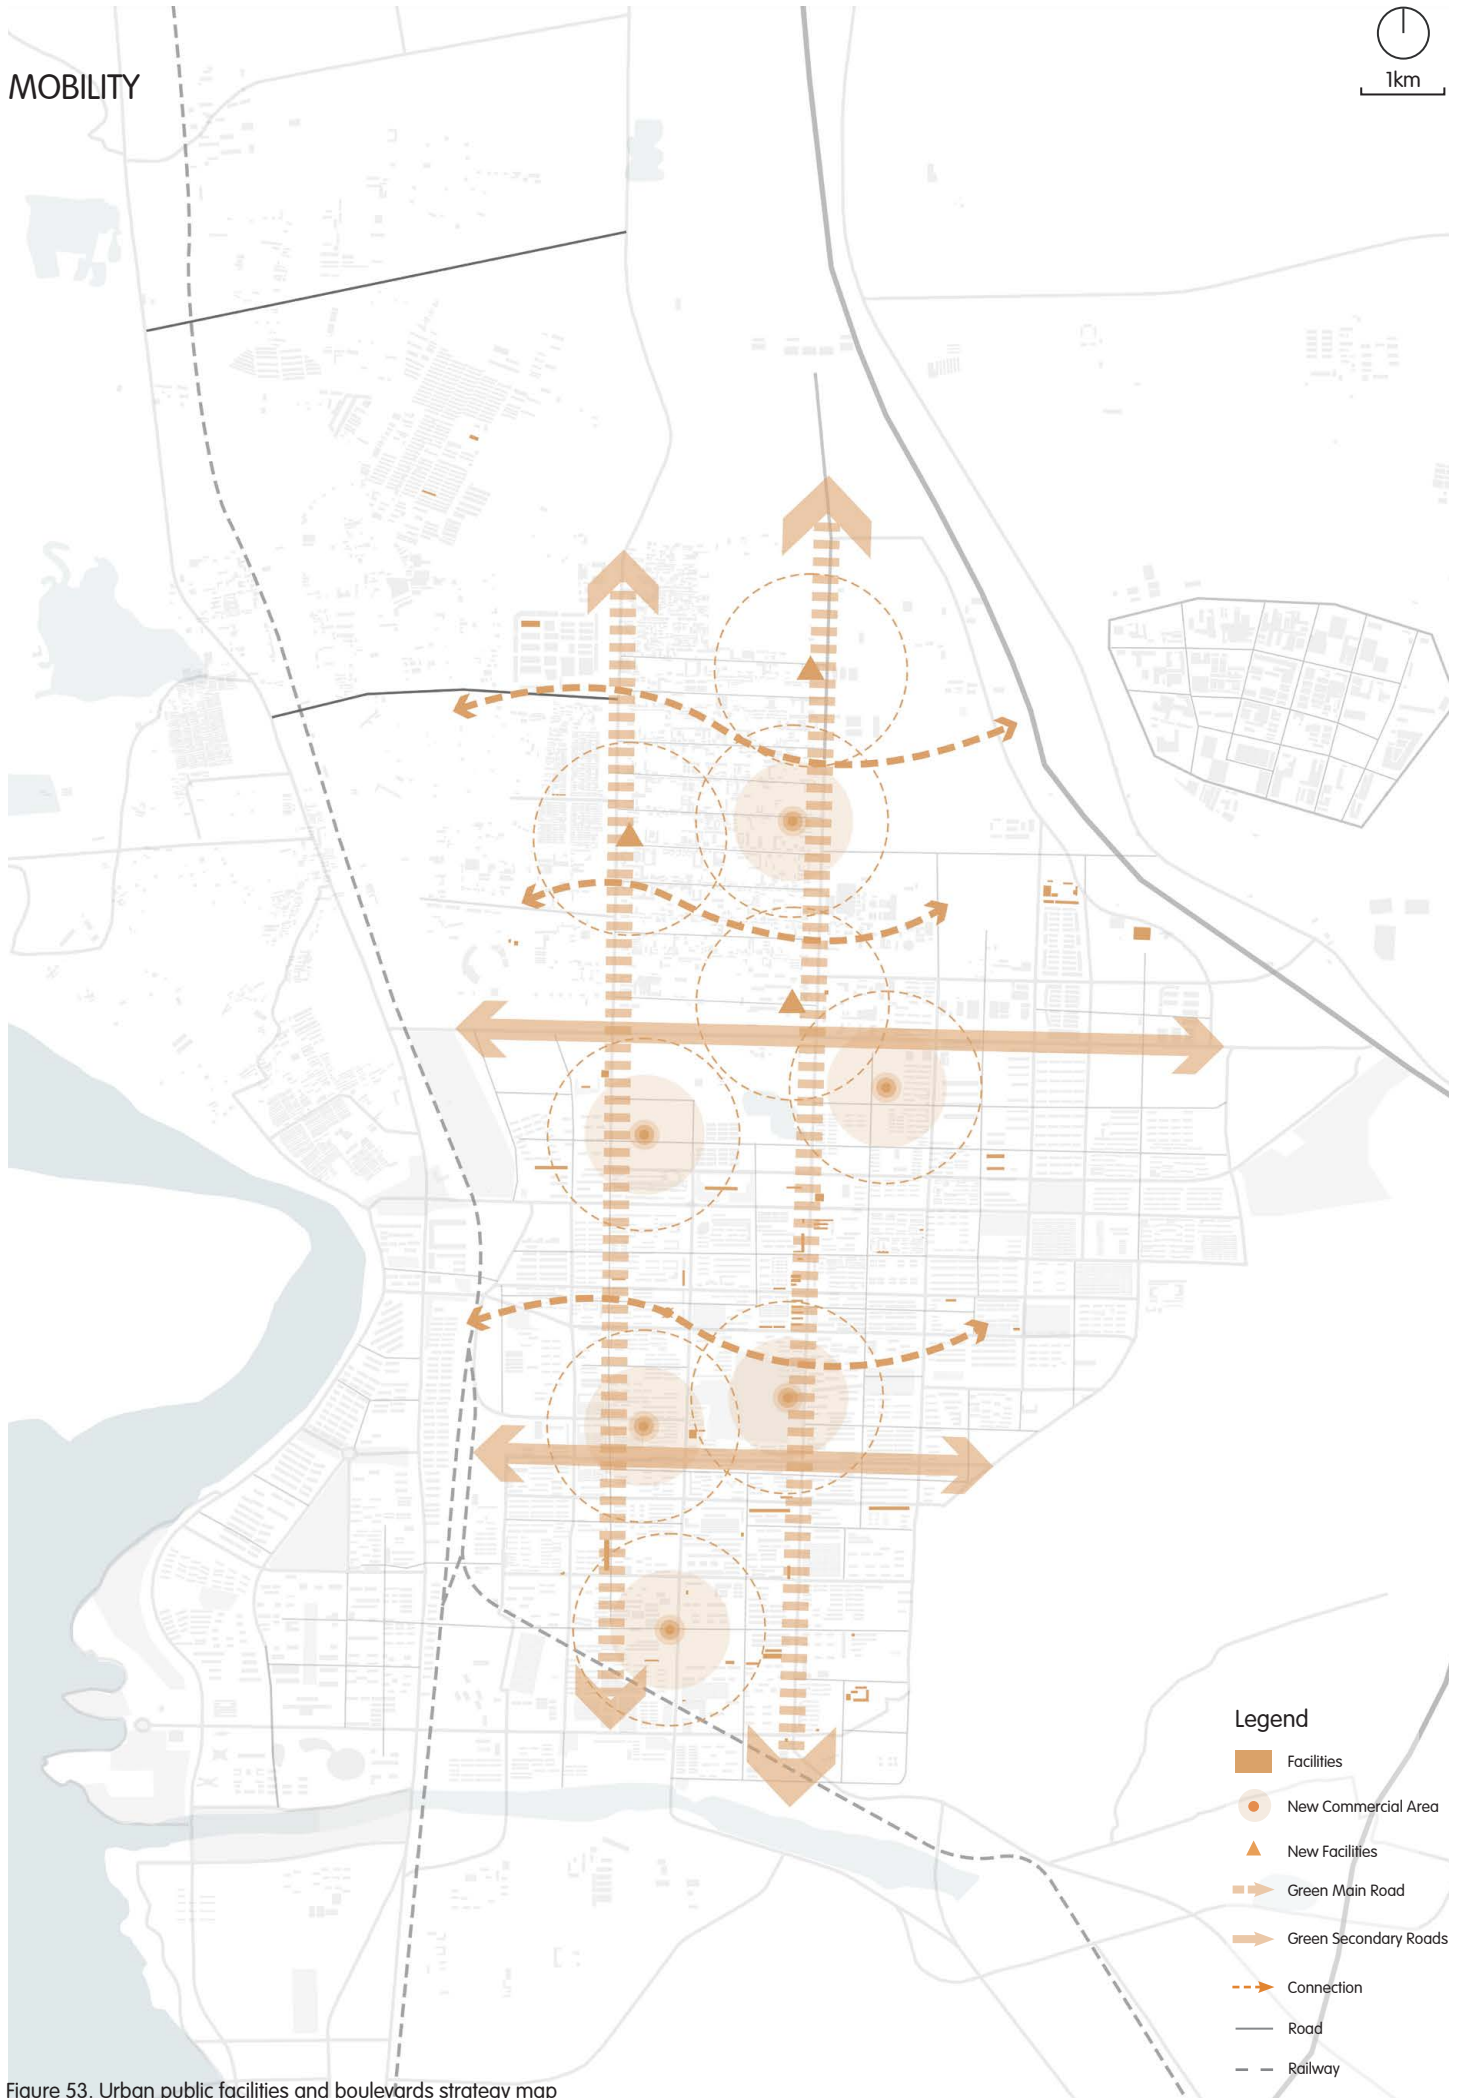 MOBILITY
1km
Legend
Facilities
New Commercial Area
New Facilities
Green Main Road
Green Secondary Roads
Connection
Road
Railway
Figure 53. Urban public facilities and boulevards strategy map